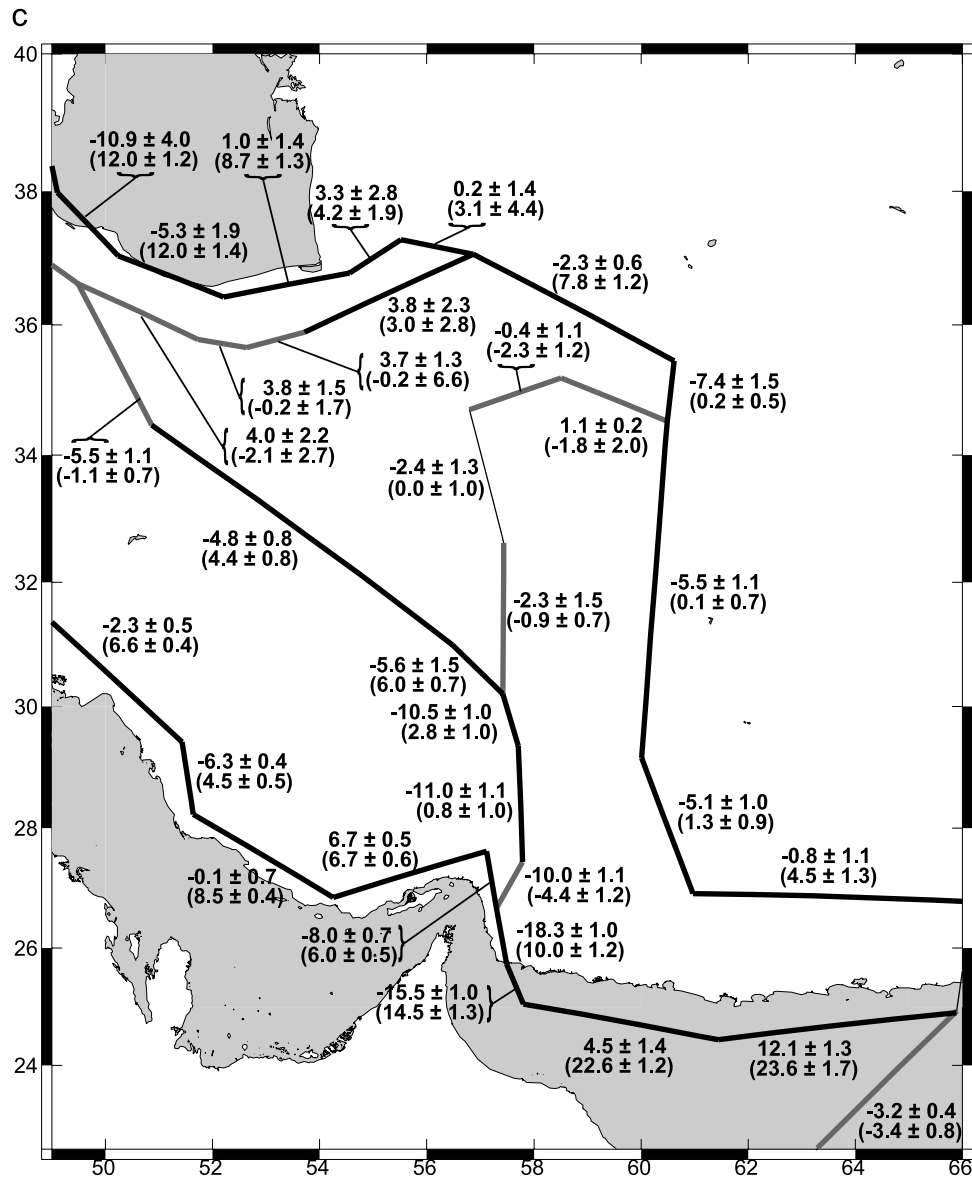 C
40
38
36
34
32
30
28
26
24
-10.9 ± 4.0
(12.0 ± 1.2)
1.0 ± 1.4
(8.7 ± 1.3)
3.3 ± 2.8
(4.2 ± 1.9)
0.2 ± 1.4
(3.1 ± 4.4)
-5.3 ± 1.9
(12.0 ± 1.4)
-2.3 ± 0.6
(7.8 ± 1.2)
3.8 ± 2.3
(3.0 ± 2.8)
-0.4 ± 1.1
(-2.3 ± 1.2)
3.7 ± 1.3
(-0.2 ± 6.6)
3.8 ± 1.5
(-0.2 ± 1.7)
-7.4 ± 1.5
(0.2 ± 0.5)
4.0 ± 2.2
(-2.1 ± 2.7)
1.1 ± 0.2
(-1.8 ± 2.0)
-5.5 ± 1.1
(-1.1 ± 0.7)
-2.4 ± 1.3
(0.0 ± 1.0)
-4.8 ± 0.8
(4.4 ± 0.8)
-5.5 ± 1.1
(0.1 ± 0.7)
-2.3 ± 1.5
(-0.9 ± 0.7)
-2.3 ± 0.5
(6.6 ± 0.4)
-5.6 ± 1.5
(6.0 ± 0.7)
-10.5 ± 1.0
(2.8 ± 1.0)
-6.3 ± 0.4
(4.5 ± 0.5)
-11.0 ± 1.1
(0.8 ± 1.0)
-5.1 ± 1.0
(1.3 ± 0.9)
6.7 ± 0.5
(6.7 ± 0.6)
-0.8 ± 1.1
(4.5 ± 1.3)
-0.1 ± 0.7
(8.5 ± 0.4)
-10.0 ± 1.1
(-4.4 ± 1.2)
-8.0 ± 0.7
(6.0 ± 0.5)
-18.3 ± 1.0
(10.0 ± 1.2)
-15.5 ± 1.0
(14.5 ± 1.3)
4.5 ± 1.4
(22.6 ± 1.2)
12.1 ± 1.3
(23.6 ± 1.7)
-3.2 ± 0.4
(-3.4 ± 0.8)
50 52 54 56 58 60 62 64 66